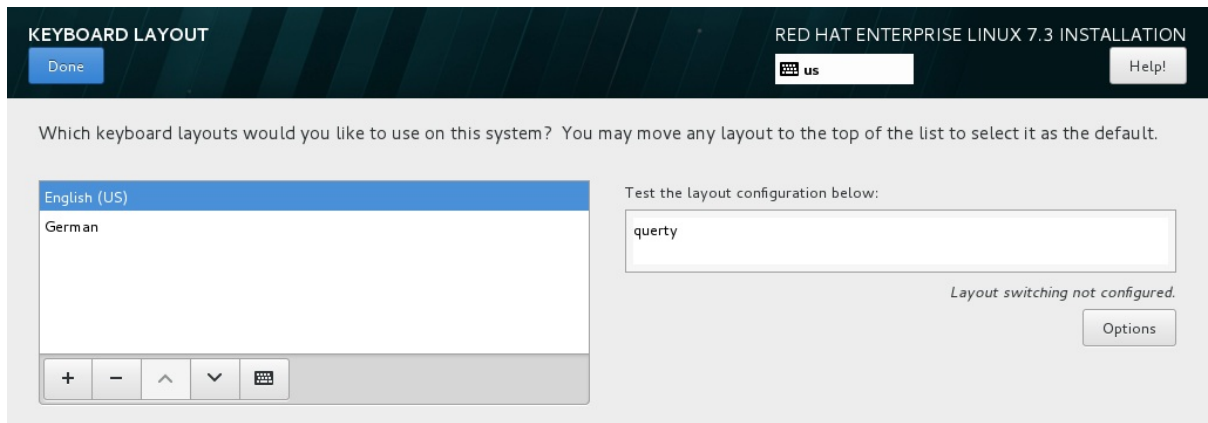 KEYBOARD LAYOUT
RED HAT ENTERPRISE LINUX 7.3 INSTALLATION
Done
us
Help!
Which keyboard layouts would you like to use on this system? You may move any layout to the top of the list to select it as the default.
English (US)
German
Test the layout configuration below:
querty
Layout switching not configured.
Options